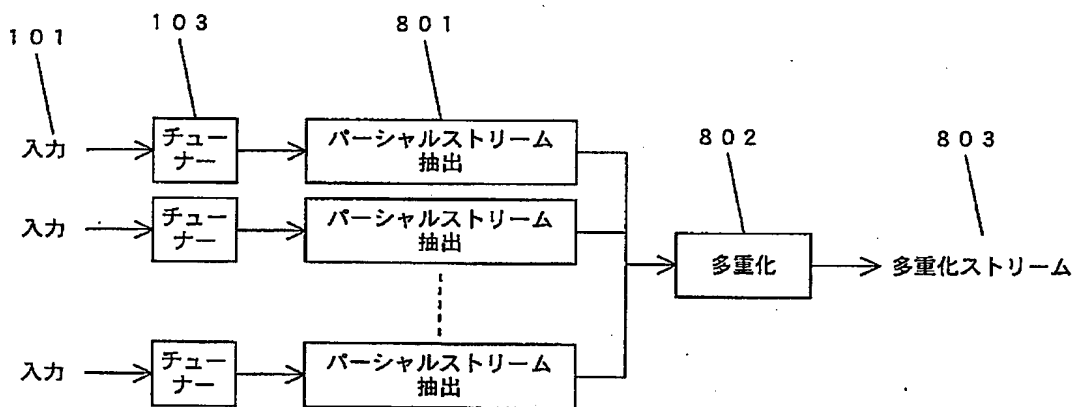 101
103
801
入力
チュー
ナー
パーシャルストリーム
抽出
802
803
入力
チュー
ナー
パーシャルストリーム
抽出
多重化
多重化ストリーム
入力
チュー
ナー
パーシャルストリーム
抽出